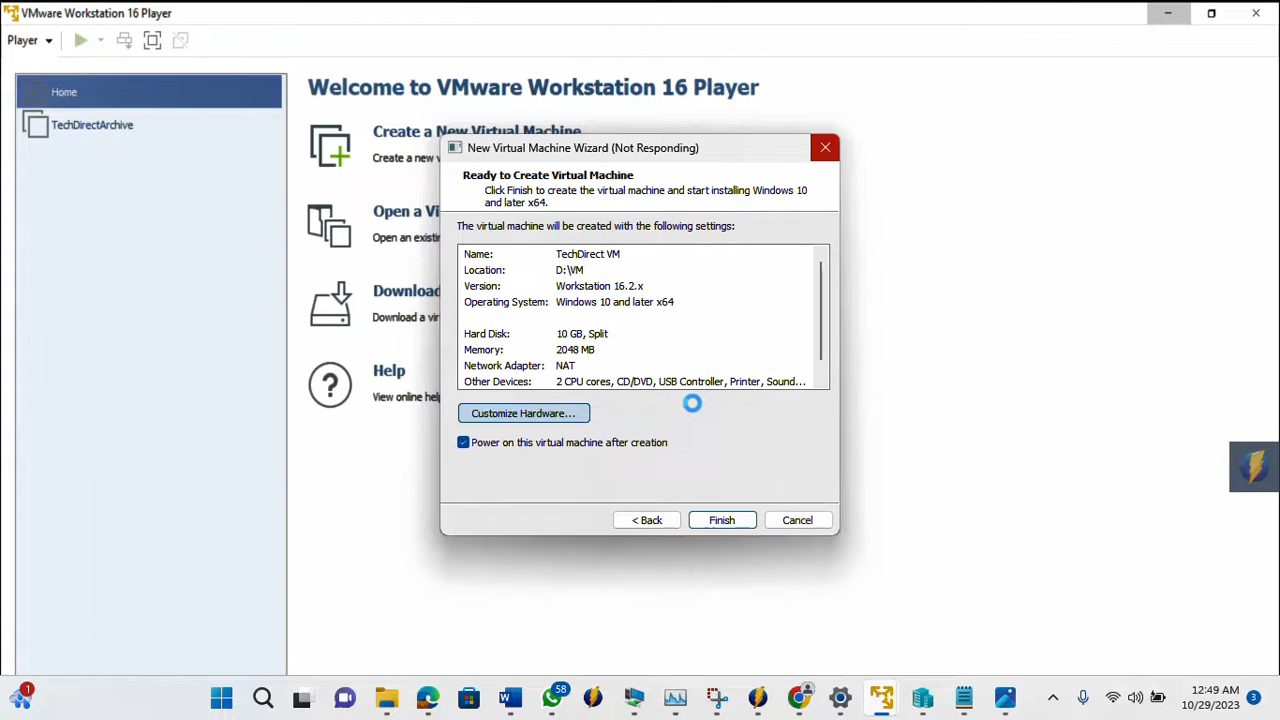 VMware Workstation 16 Player
Player
Home
TechDirectArchive
Welcome to VMware Workstation 16 Player
Create a New Virtual Machine
Create a new v
Open a Vi
Open an existin
Download
Download a vir
Help
View online help
New Virtual Machine Wizard (Not Responding)
Ready to Create Virtual Machine
Click Finish to create the virtual machine and start installing Windows 10
and later x64.
The virtual machine will be created with the following settings:
Name: TechDirect VM
Location: D:\VM
Version: Workstation 16.2.x
Operating System: Windows 10 and later x64
Hard Disk: 10 GB, Split
Memory: 2048 MB
Network Adapter: NAT
Other Devices: 2 CPU cores, CD/DVD, USB Controller, Printer, Sound...
Customize Hardware...
Power on this virtual machine after creation
< Back
Finish
Cancel
1
58
12:49 AM
10/29/2023
3